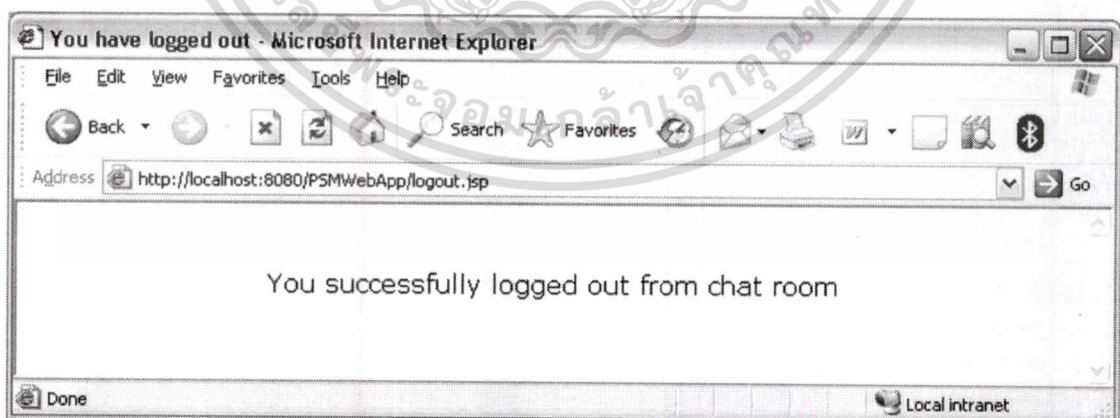 You have logged out - Microsoft Internet Explorer
File Edit View Favorites Tools Help
Back Search Favorites
Address http://localhost:8080/PSMWebApp/logout.jsp Go
You successfully logged out from chat room
Done Local intranet